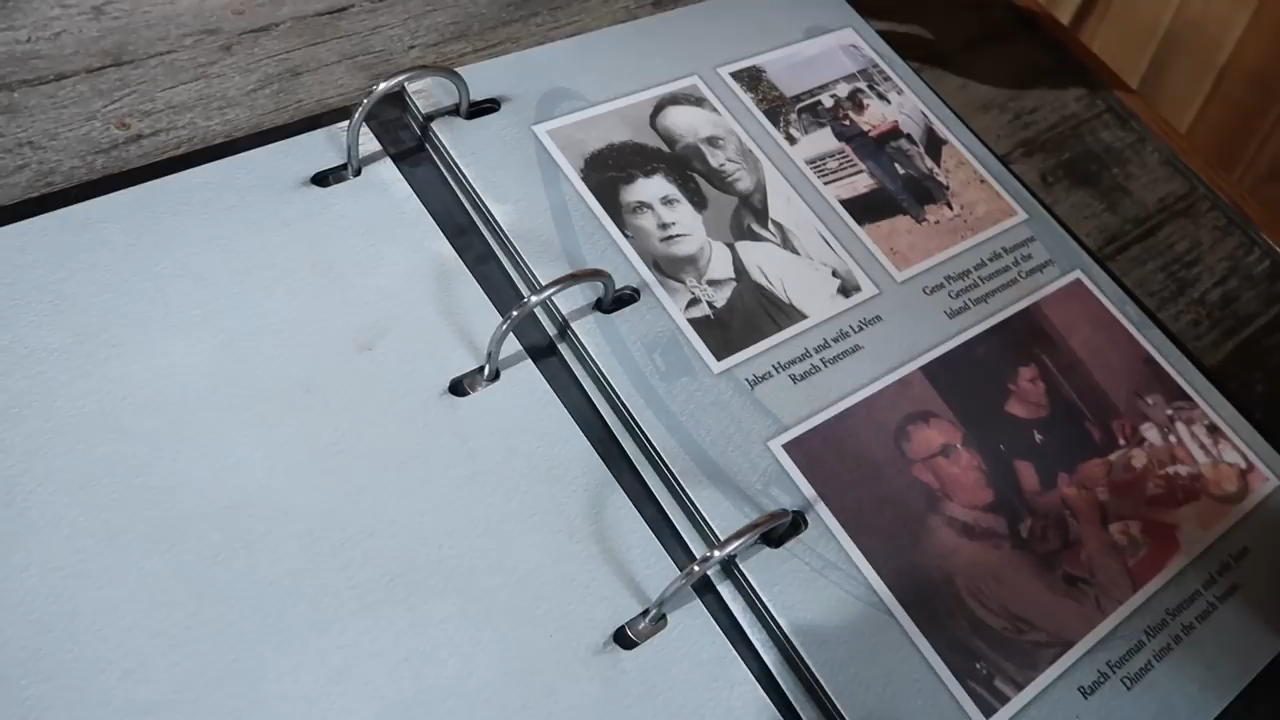 Jabez Howard and wife LaVern
Ranch Foreman.
Gene Phipps and wife Romayne
General Foreman of the
Island Improvement Company.
Ranch Foreman Alton Sorensen and wife
Dinner time in the ranch house.